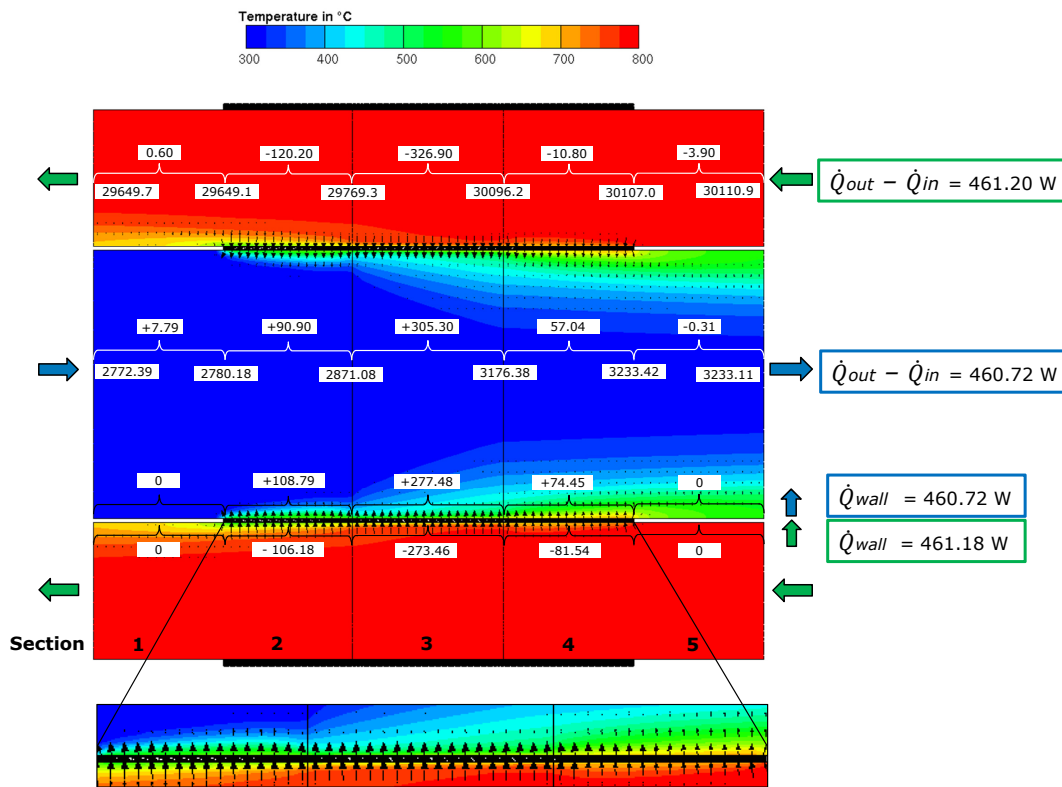 Temperature in °C
300 400 500 600 700 800
0.60 -120.20 -326.90 -10.80 -3.90
29649.7 29649.1 29769.3 30096.2 30107.0 30110.9
Q̇out − Q̇in = 461.20 W
+7.79 +90.90 +305.30 57.04 -0.31
2772.39 2780.18 2871.08 3176.38 3233.42 3233.11
Q̇out − Q̇in = 460.72 W
0 +108.79 +277.48 +74.45 0
Q̇wall = 460.72 W
0 - 106.18 -273.46 -81.54 0
Q̇wall = 461.18 W
Section 1 2 3 4 5